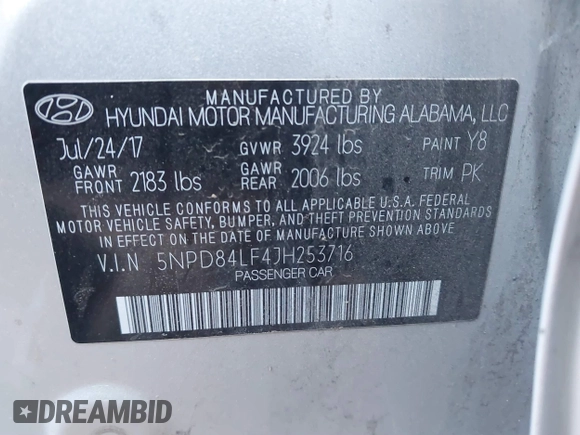 MANUFACTURED BY
HYUNDAI MOTOR MANUFACTURING ALABAMA, LLC
Jul/24/17 GVWR 3924 lbs PAINT Y8
GAWR FRONT 2183 lbs GAWR REAR 2006 lbs TRIM PK
THIS VEHICLE CONFORMS TO ALL APPLICABLE U.S.A. FEDERAL
MOTOR VEHICLE SAFETY, BUMPER, AND THEFT PREVENTION STANDARDS
IN EFFECT ON THE DATE OF MANUFACTURE SHOWN ABOVE.
V.I.N 5NPD84LF4JH253716
PASSENGER CAR
DREAMBID